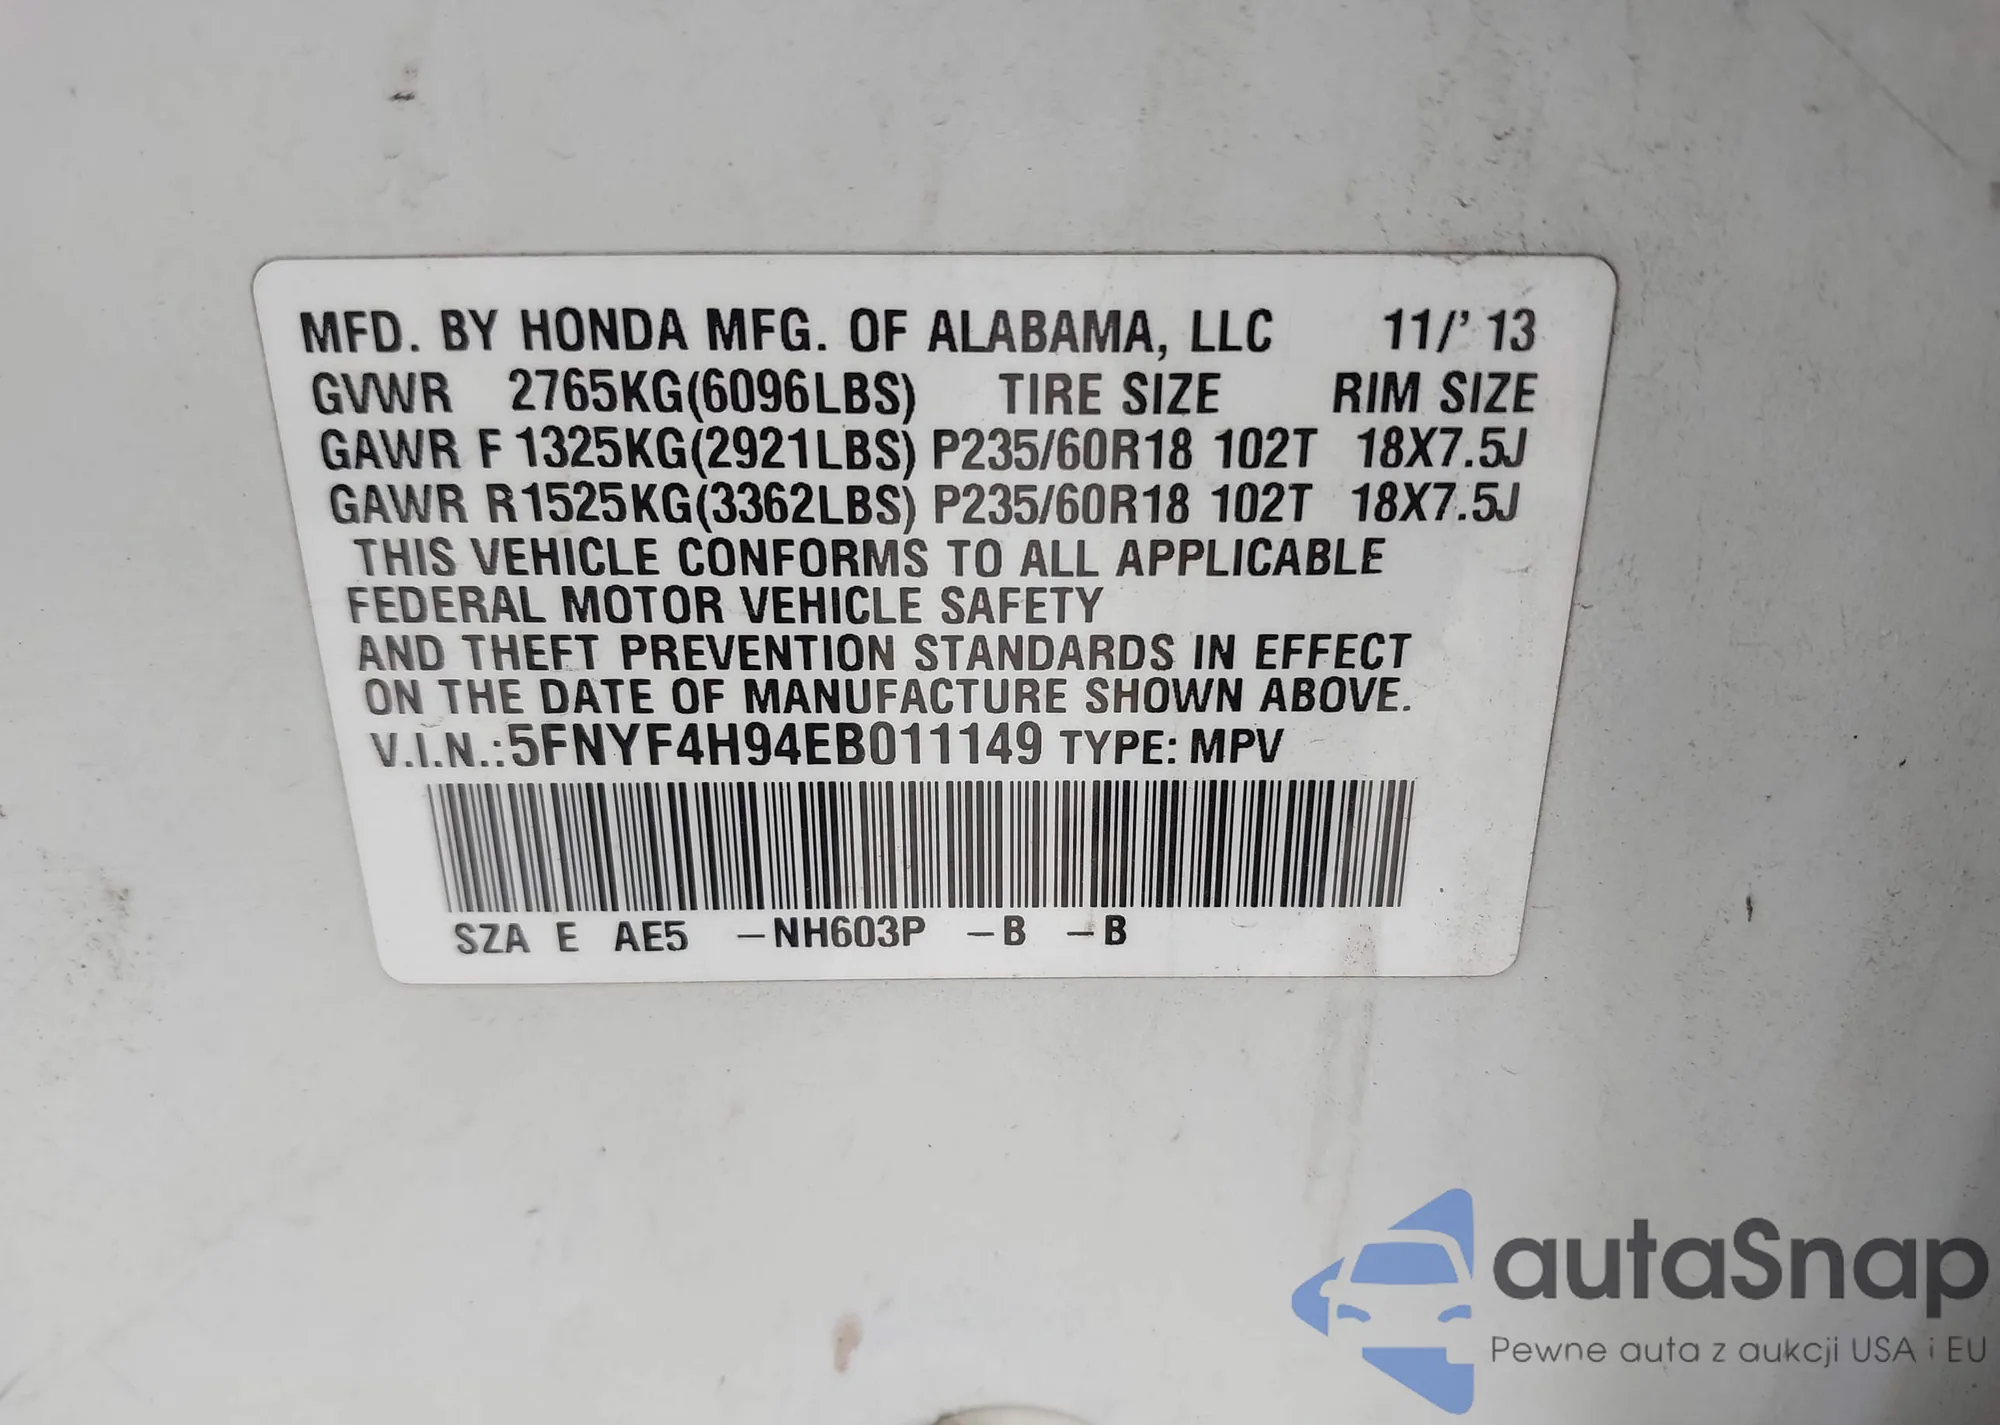 MFD. BY HONDA MFG. OF ALABAMA, LLC 11/'13
GVWR 2765KG(6096LBS) TIRE SIZE RIM SIZE
GAWR F 1325KG(2921LBS) P235/60R18 102T 18X7.5J
GAWR R 1525KG(3362LBS) P235/60R18 102T 18X7.5J
THIS VEHICLE CONFORMS TO ALL APPLICABLE
FEDERAL MOTOR VEHICLE SAFETY
AND THEFT PREVENTION STANDARDS IN EFFECT
ON THE DATE OF MANUFACTURE SHOWN ABOVE.
V.I.N.:5FNYF4H94EB011149 TYPE: MPV
SZA E AE5 -NH603P -B -B
autaSnap
Pewne auta z aukcji USA i EU